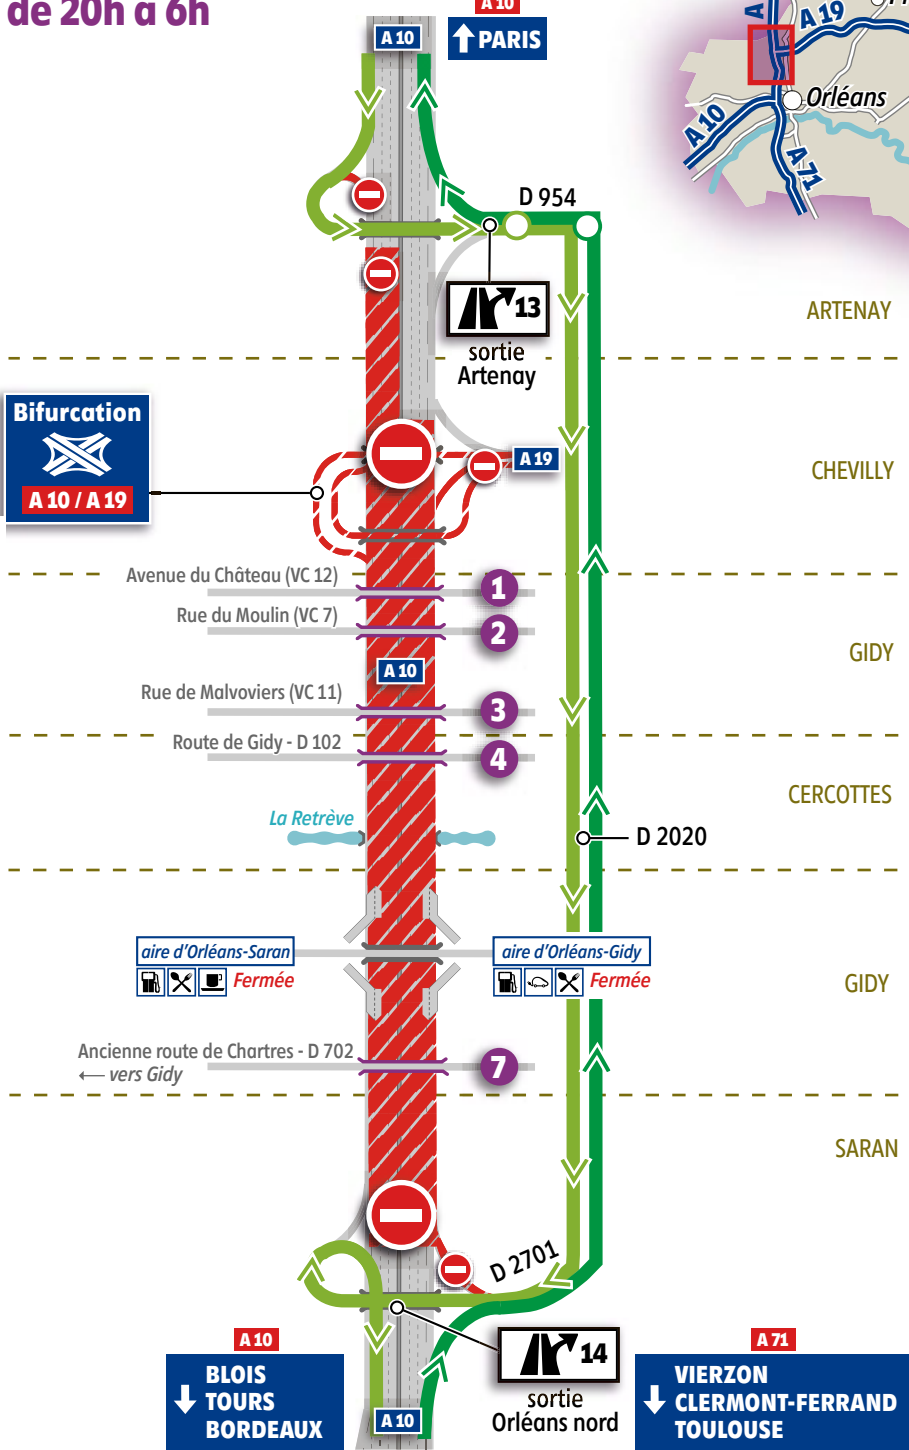 de 20h à 6h
A 10
PARIS
A 10
A
A 19
Orléans
A 10
A 71
D 954
13
sortie
Artenay
ARTENAY
Bifurcation
A 10 / A 19
A 19
CHEVILLY
Avenue du Château (VC 12)
1
Rue du Moulin (VC 7)
2
A 10
GIDY
Rue de Malvoviers (VC 11)
3
Route de Gidy - D 102
4
CERCOTTES
La Retrève
D 2020
aire d'Orléans-Saran
Fermée
aire d'Orléans-Gidy
Fermée
GIDY
Ancienne route de Chartres - D 702
← vers Gidy
7
SARAN
D 2701
14
sortie
Orléans nord
A 10
BLOIS
TOURS
BORDEAUX
A 10
A 71
VIERZON
CLERMONT-FERRAND
TOULOUSE